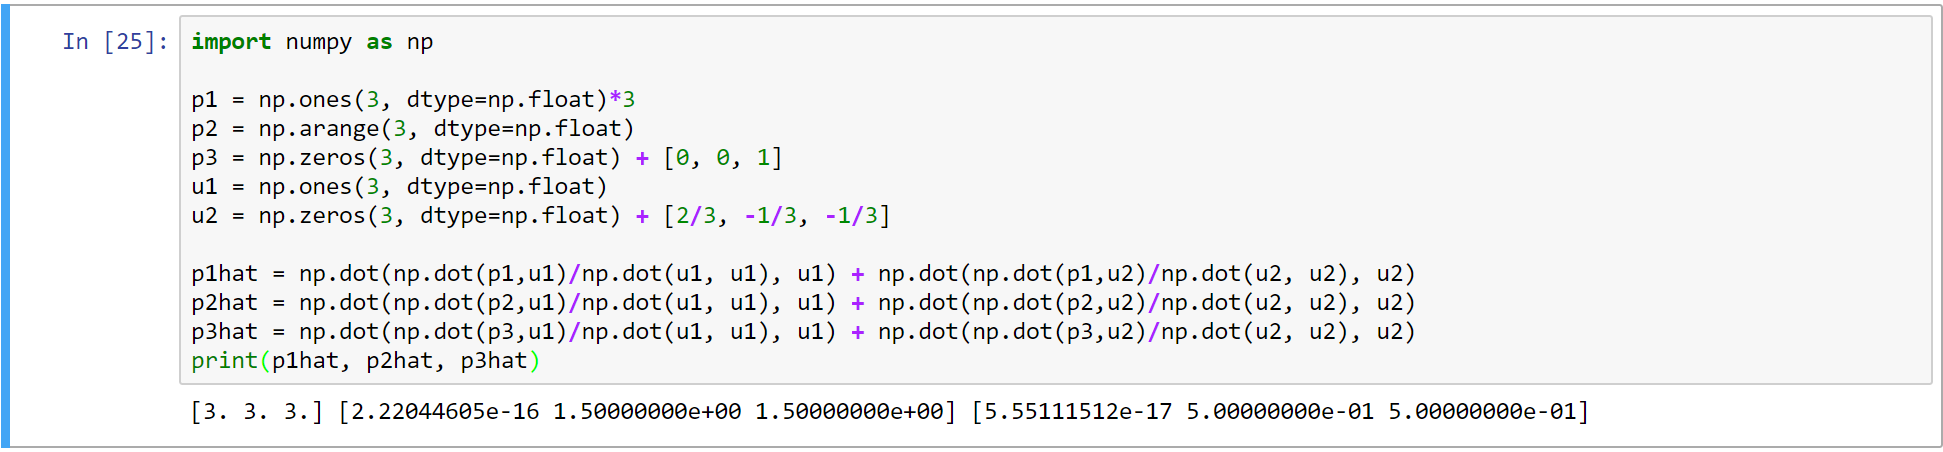 In [25]:
import numpy as np
p1 = np.ones(3, dtype=np.float)*3
p2 = np.arange(3, dtype=np.float)
p3 = np.zeros(3, dtype=np.float) + [0, 0, 1]
u1 = np.ones(3, dtype=np.float)
u2 = np.zeros(3, dtype=np.float) + [2/3, -1/3, -1/3]
p1hat = np.dot(np.dot(p1,u1)/np.dot(u1, u1), u1) + np.dot(np.dot(p1,u2)/np.dot(u2, u2), u2)
p2hat = np.dot(np.dot(p2,u1)/np.dot(u1, u1), u1) + np.dot(np.dot(p2,u2)/np.dot(u2, u2), u2)
p3hat = np.dot(np.dot(p3,u1)/np.dot(u1, u1), u1) + np.dot(np.dot(p3,u2)/np.dot(u2, u2), u2)
print(p1hat, p2hat, p3hat)
[3. 3. 3.] [2.22044605e-16 1.50000000e+00 1.50000000e+00] [5.55111512e-17 5.00000000e-01 5.00000000e-01]